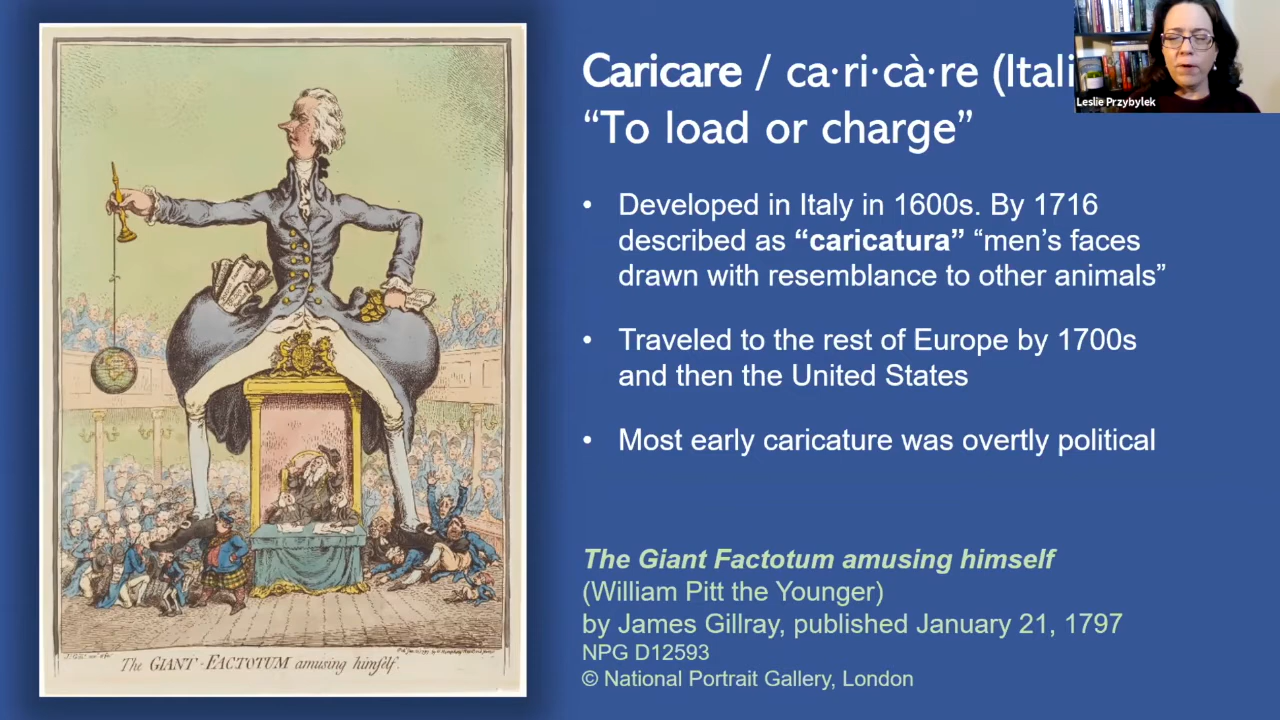 Caricare / ca·ri·cà·re (Itali
“To load or charge”
Leslie Przybylek
• Developed in Italy in 1600s. By 1716
described as “caricatura” “men’s faces
drawn with resemblance to other animals”
• Traveled to the rest of Europe by 1700s
and then the United States
• Most early caricature was overtly political
The Giant Factotum amusing himself
(William Pitt the Younger)
by James Gillray, published January 21, 1797
NPG D12593
© National Portrait Gallery, London
The GIANT-FACTOTUM amusing himself.